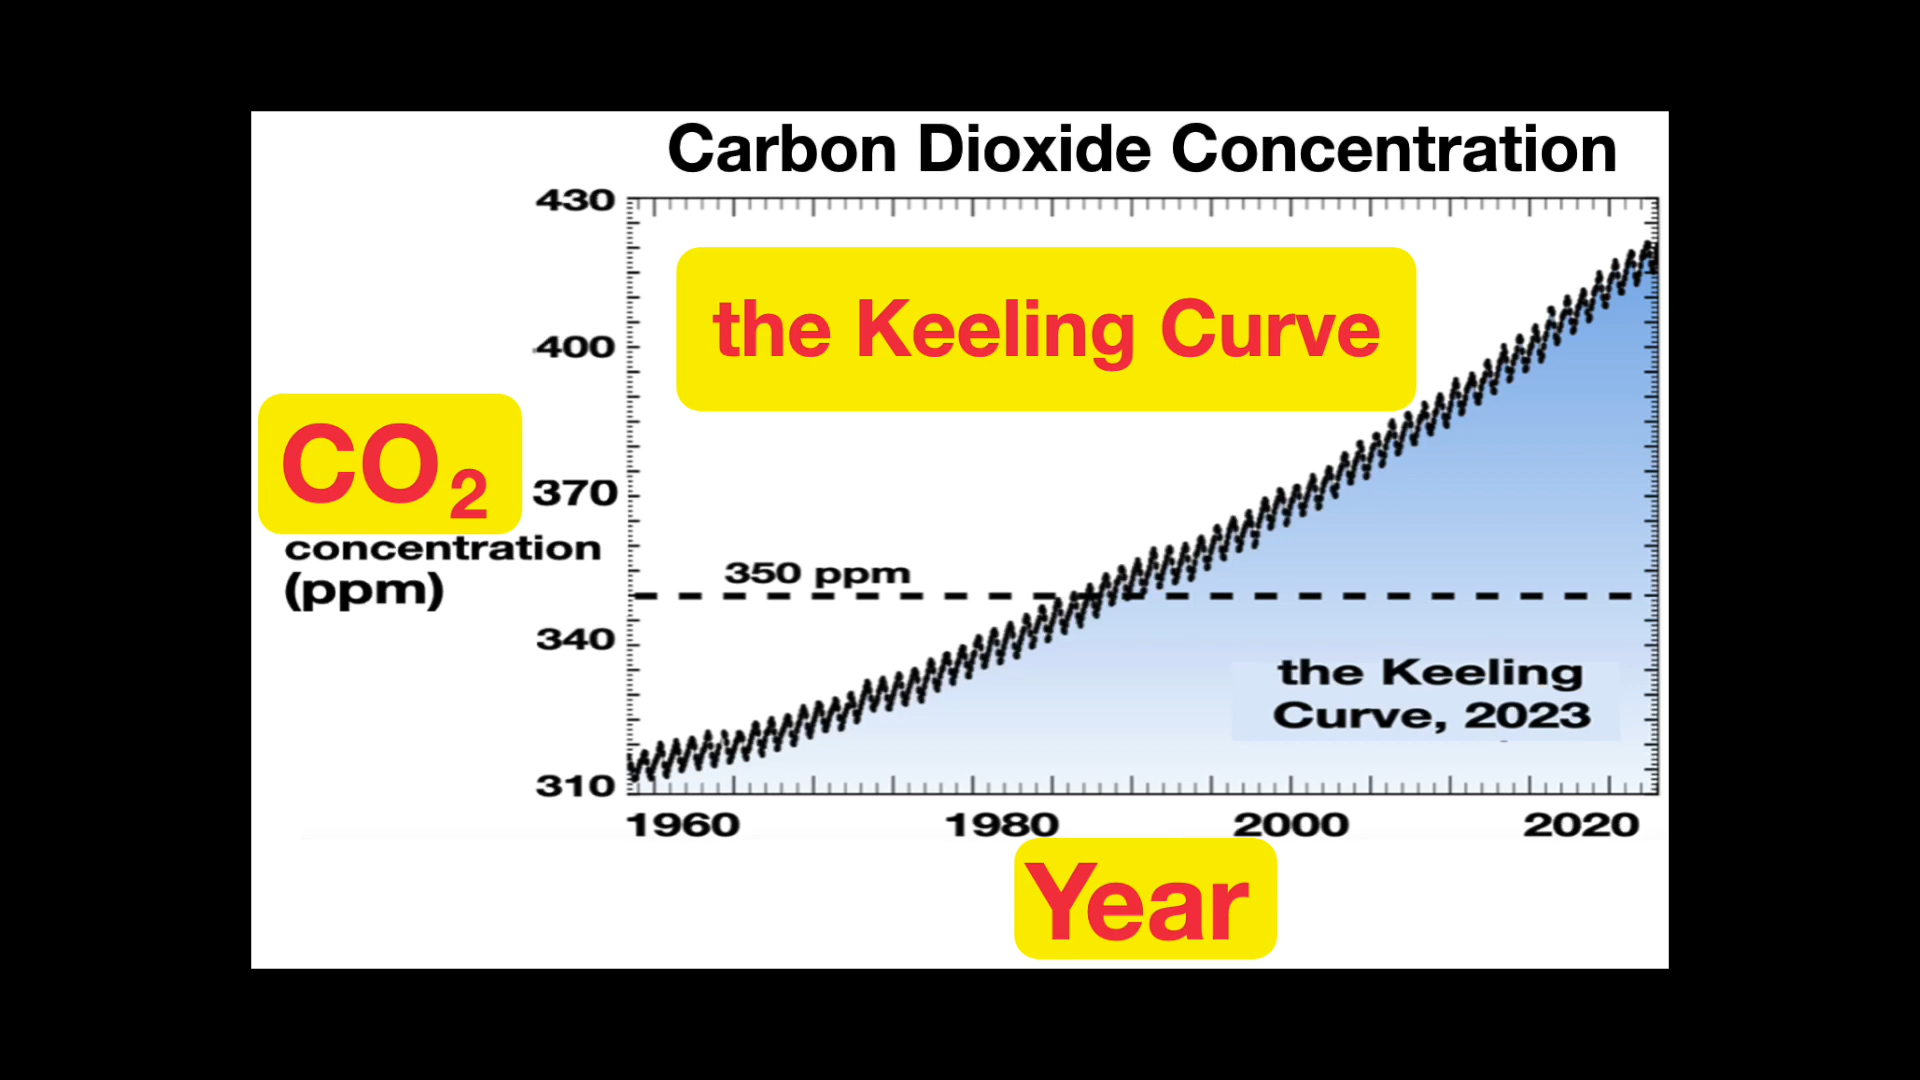 Carbon Dioxide Concentration
430
the Keeling Curve
400
CO₂
370
concentration
(ppm)
350 ppm
340
the Keeling
Curve, 2023
310
1960 1980 2000 2020
Year